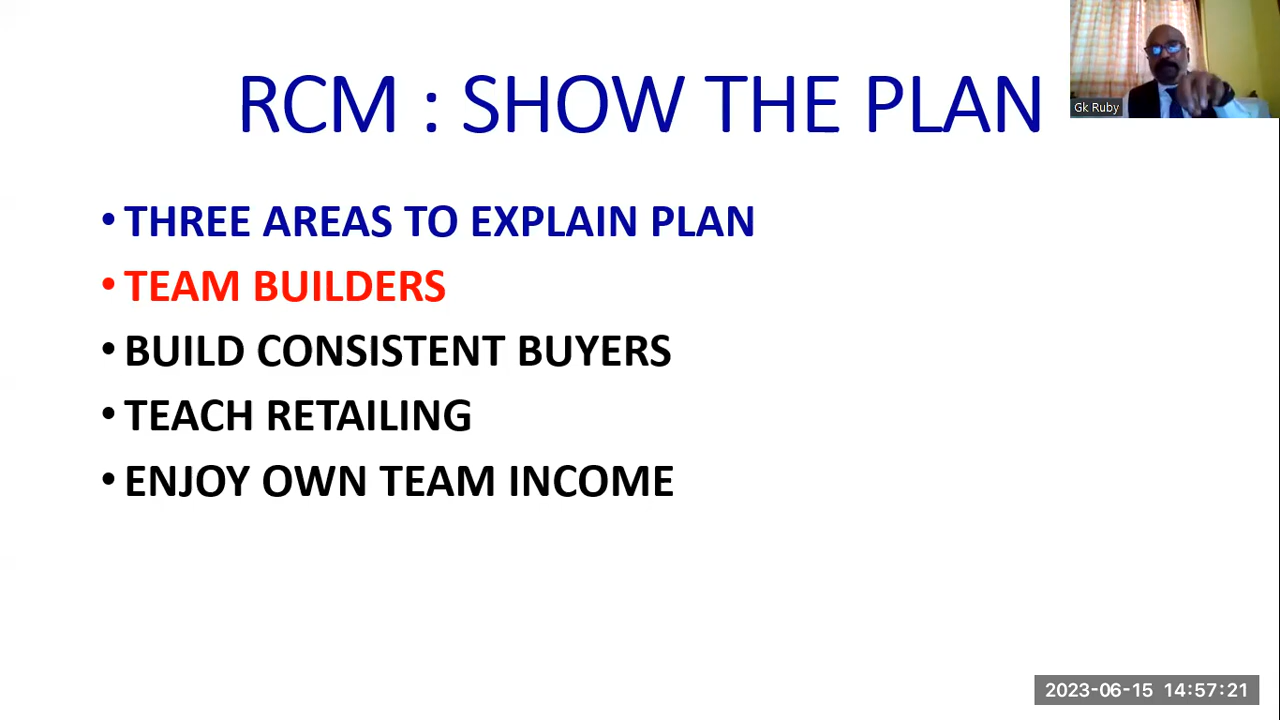 RCM : SHOW THE PLAN
Gk Ruby
• THREE AREAS TO EXPLAIN PLAN
• TEAM BUILDERS
• BUILD CONSISTENT BUYERS
• TEACH RETAILING
• ENJOY OWN TEAM INCOME
2023-06-15 14:57:21